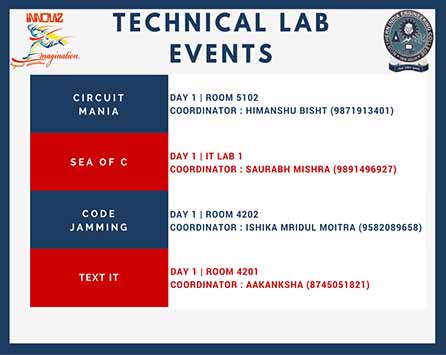 INNOVIZ
imagination.
TECHNICAL LAB
EVENTS
CIRCUIT
MANIA
DAY 1 | ROOM 5102
COORDINATOR : HIMANSHU BISHT (9871913401)
SEA OF C
DAY 1 | IT LAB 1
COORDINATOR : SAURABH MISHRA (9891496927)
CODE
JAMMING
DAY 1 | ROOM 4202
COORDINATOR : ISHIKA MRIDUL MOITRA (9582089658)
TEXT IT
DAY 1 | ROOM 4201
COORDINATOR : AAKANKSHA (8745051821)